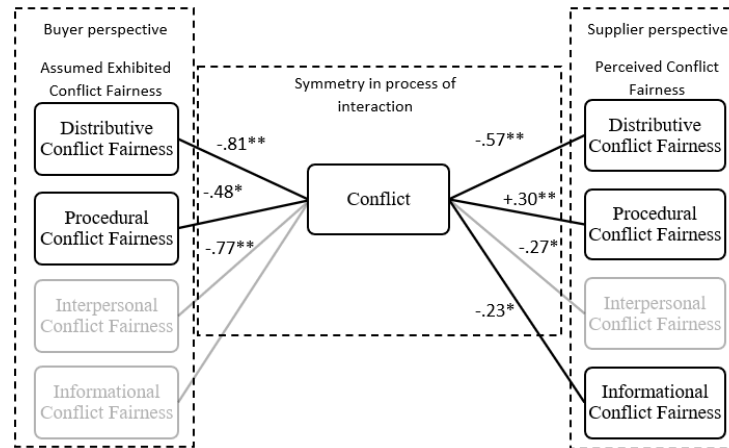 Buyer perspective
Assumed Exhibited
Conflict Fairness
Distributive
Conflict Fairness
Procedural
Conflict Fairness
Interpersonal
Conflict Fairness
Informational
Conflict Fairness
Symmetry in process of
interaction
-.81**
-.48*
-.77**
Conflict
-.57**
+.30**
-.27*
-.23*
Supplier perspective
Perceived Conflict
Fairness
Distributive
Conflict Fairness
Procedural
Conflict Fairness
Interpersonal
Conflict Fairness
Informational
Conflict Fairness